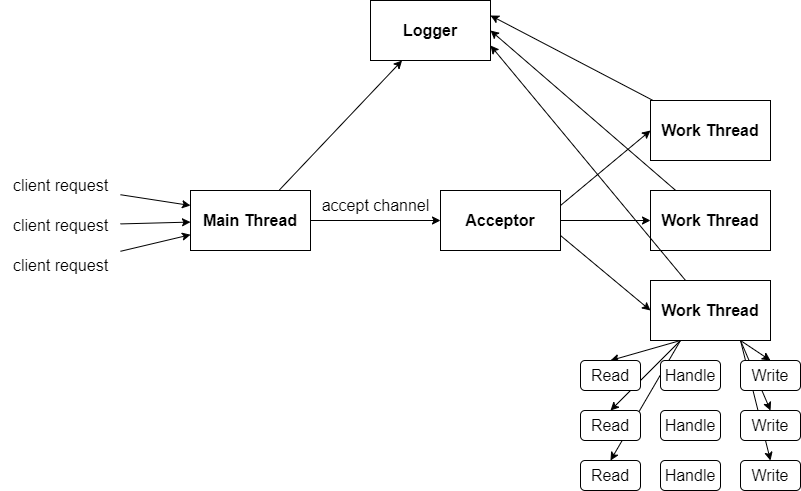 Logger
Work Thread
client request
accept channel
Main Thread
Acceptor
Work Thread
client request
client request
Work Thread
Read
Handle
Write
Read
Handle
Write
Read
Handle
Write